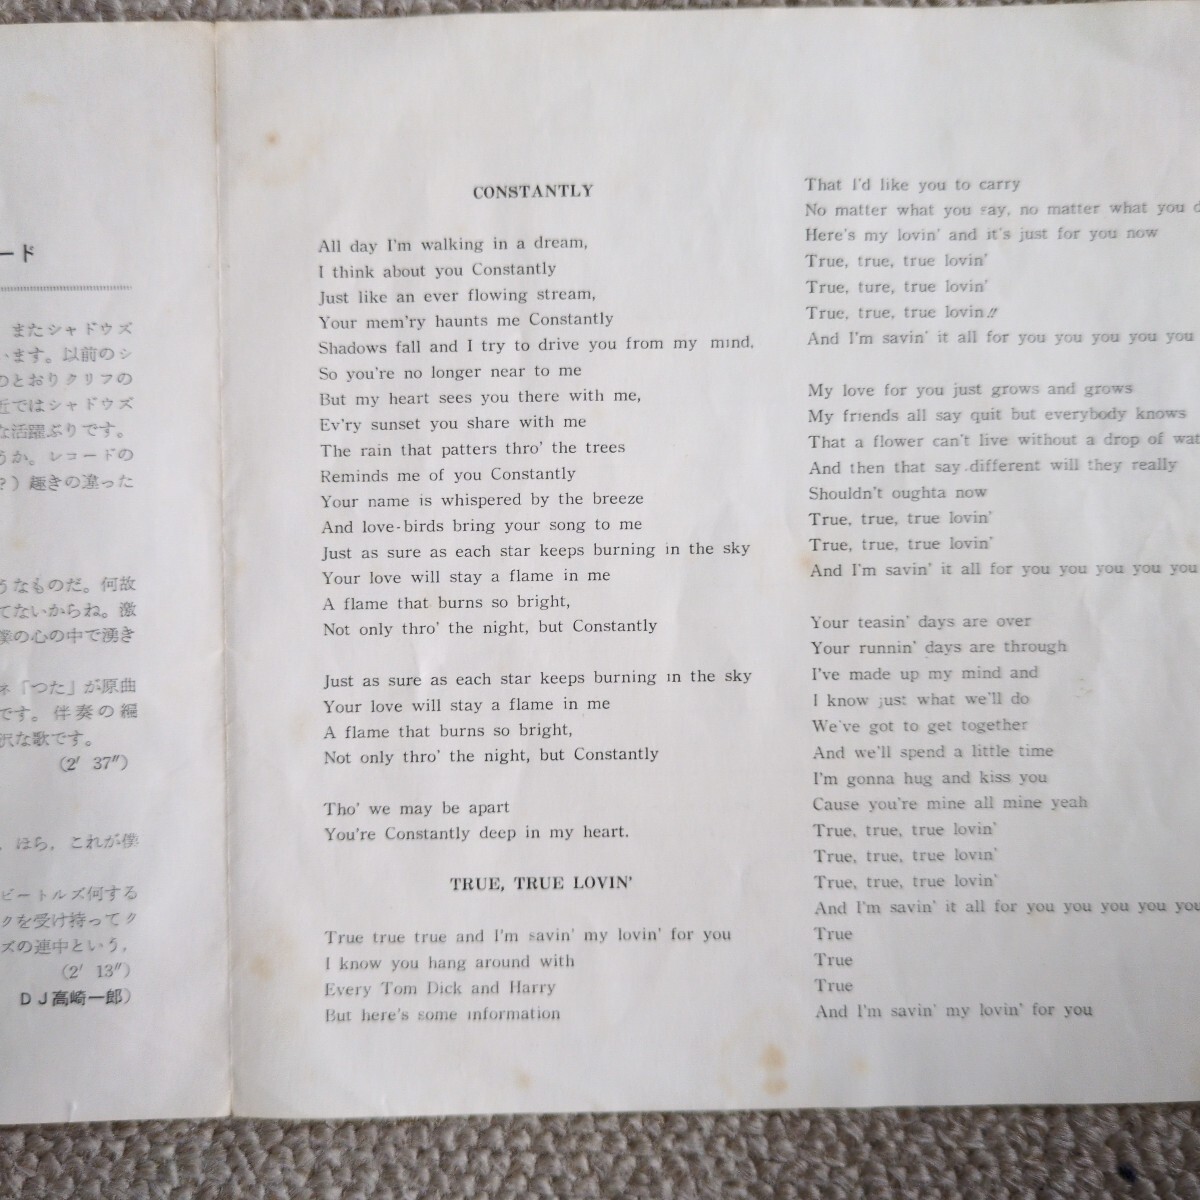 ード
またシャドウズ
います。以前のシ
のとおりクリフの
近ではシャドウズ
な活躍ぶりです。
うか。レコードの
?）趣きの違った
うなものだ。何故
てないからね。激
僕の心の中で湧き
ネ「つた」が原曲
です。伴奏の編
沢な歌です。
（2′ 37″）
，ほら，これが僕
ビートルズ何する
クを受け持ってク
ズの連中という，
（2′ 13″）
ＤＪ高崎一郎）
CONSTANTLY
All day I'm walking in a dream,
I think about you Constantly
Just like an ever flowing stream,
Your mem'ry haunts me Constantly
Shadows fall and I try to drive you from my mind,
So you're no longer near to me
But my heart sees you there with me,
Ev'ry sunset you share with me
The rain that patters thro' the trees
Reminds me of you Constantly
Your name is whispered by the breeze
And love-birds bring your song to me
Just as sure as each star keeps burning in the sky
Your love will stay a flame in me
A flame that burns so bright,
Not only thro' the night, but Constantly
Just as sure as each star keeps burning in the sky
Your love will stay a flame in me
A flame that burns so bright,
Not only thro' the night, but Constantly
Tho' we may be apart
You're Constantly deep in my heart.
TRUE, TRUE LOVIN'
True true true and I'm savin' my lovin' for you
I know you hang around with
Every Tom Dick and Harry
But here's some information
That I'd like you to carry
No matter what you say, no matter what you d
Here's my lovin' and it's just for you now
True, true, true lovin'
True, ture, true lovin'
True, true, true lovin!!
And I'm savin' it all for you you you you you
My love for you just grows and grows
My friends all say quit but everybody knows
That a flower can't live without a drop of wat
And then that say different will they really
Shouldn't oughta now
True, true, true lovin'
True, true, true lovin'
And I'm savin' it all for you you you you you
Your teasin' days are over
Your runnin' days are through
I've made up my mind and
I know just what we'll do
We've got to get together
And we'll spend a little time
I'm gonna hug and kiss you
Cause you're mine all mine yeah
True, true, true lovin'
True, true, true lovin'
True, true, true lovin'
And I'm savin' it all for you you you you you
True
True
True
And I'm savin' my lovin' for you